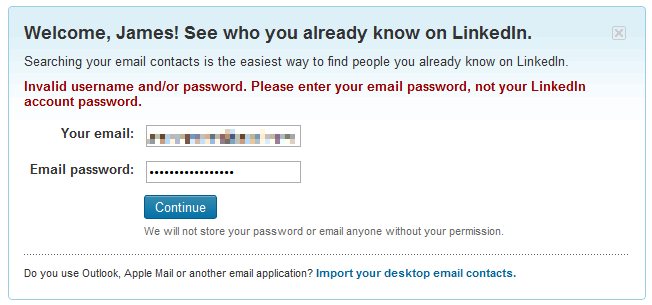 Welcome, James! See who you already know on LinkedIn.
Searching your email contacts is the easiest way to find people you already know on LinkedIn.
Invalid username and/or password. Please enter your email password, not your LinkedIn
account password.
Your email:
Email password: •••••••••••••••••
Continue
We will not store your password or email anyone without your permission.
Do you use Outlook, Apple Mail or another email application? Import your desktop email contacts.